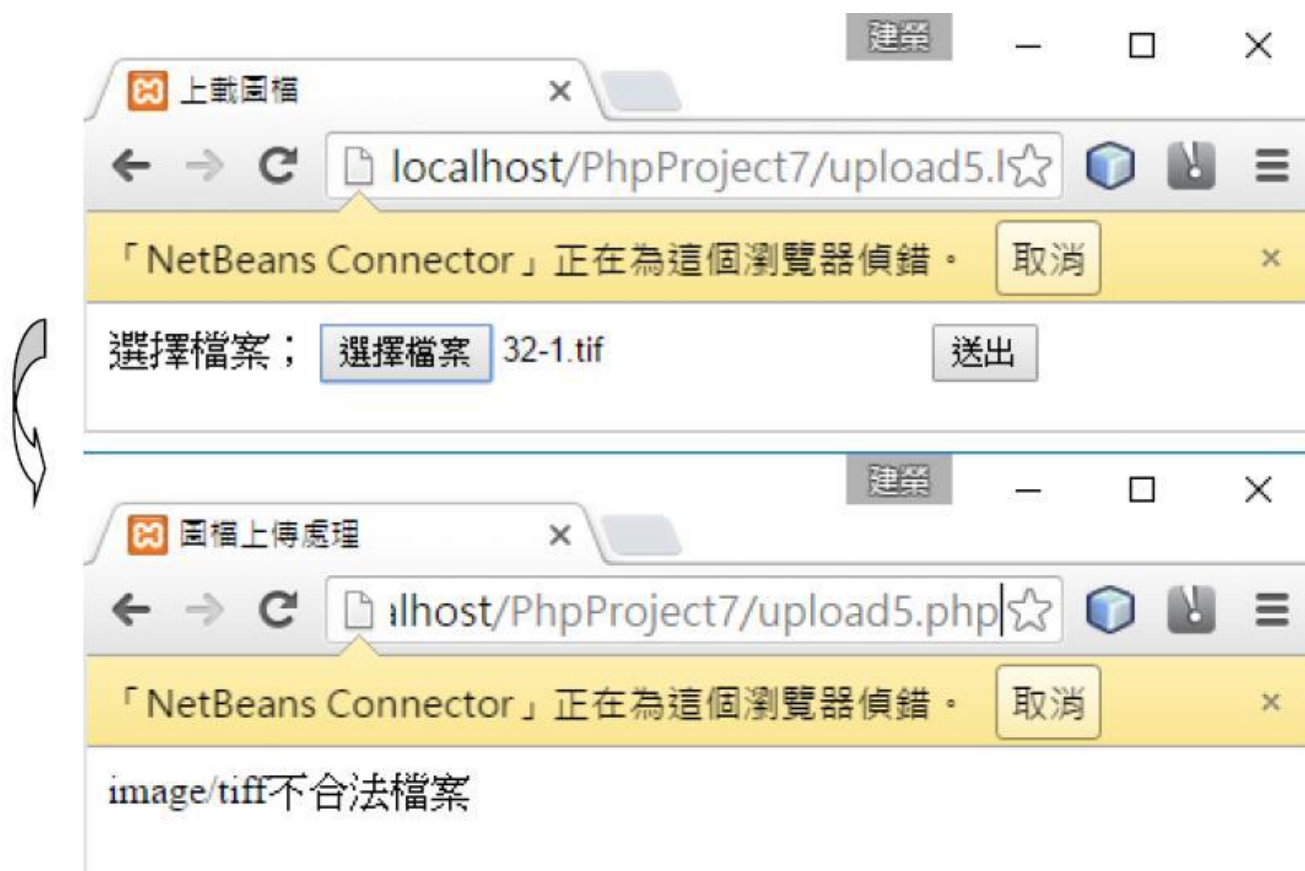 建榮
上載圖檔
localhost/PhpProject7/upload5.l
「NetBeans Connector」正在為這個瀏覽器偵錯。 取消
選擇檔案； 選擇檔案 32-1.tif 送出
建榮
圖檔上傳處理
alhost/PhpProject7/upload5.php
「NetBeans Connector」正在為這個瀏覽器偵錯。 取消
image/tiff不合法檔案